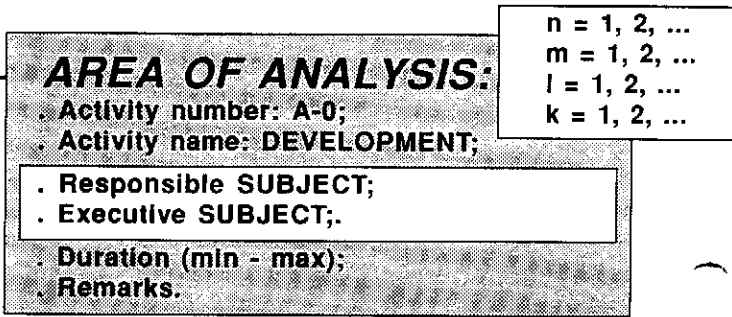 n = 1, 2, ...
m = 1, 2, ...
l = 1, 2, ...
k = 1, 2, ...
AREA OF ANALYSIS:
. Activity number: A-0;
. Activity name: DEVELOPMENT;
. Responsible SUBJECT;
. Executive SUBJECT;.
. Duration (min - max);
. Remarks.